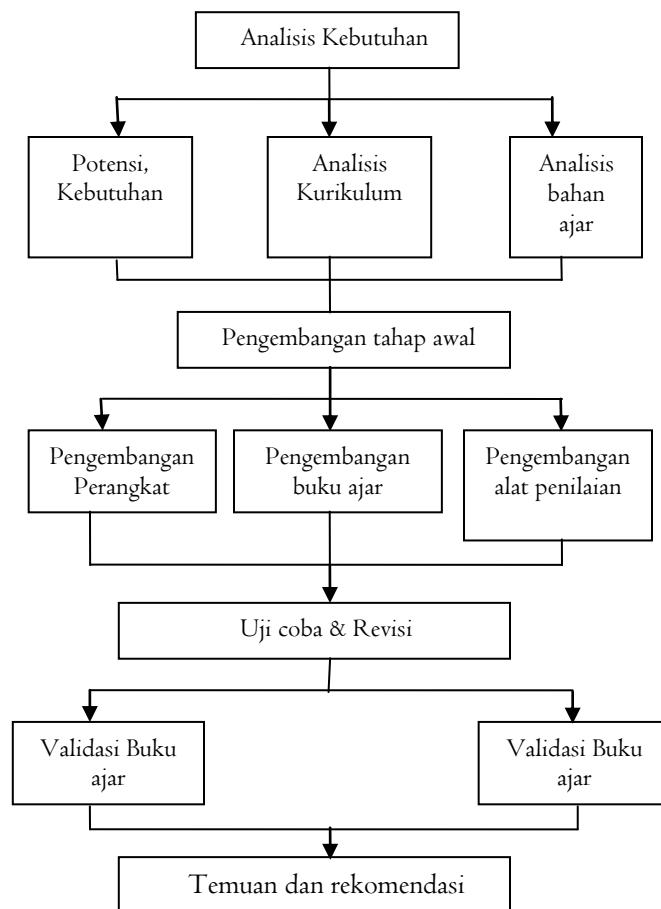 Analisis Kebutuhan
Potensi,
Kebutuhan
Analisis
Kurikulum
Analisis
bahan
ajar
Pengembangan tahap awal
Pengembangan
Perangkat
Pengembangan
buku ajar
Pengembangan
alat penilaian
Uji coba & Revisi
Validasi Buku
ajar
Validasi Buku
ajar
Temuan dan rekomendasi